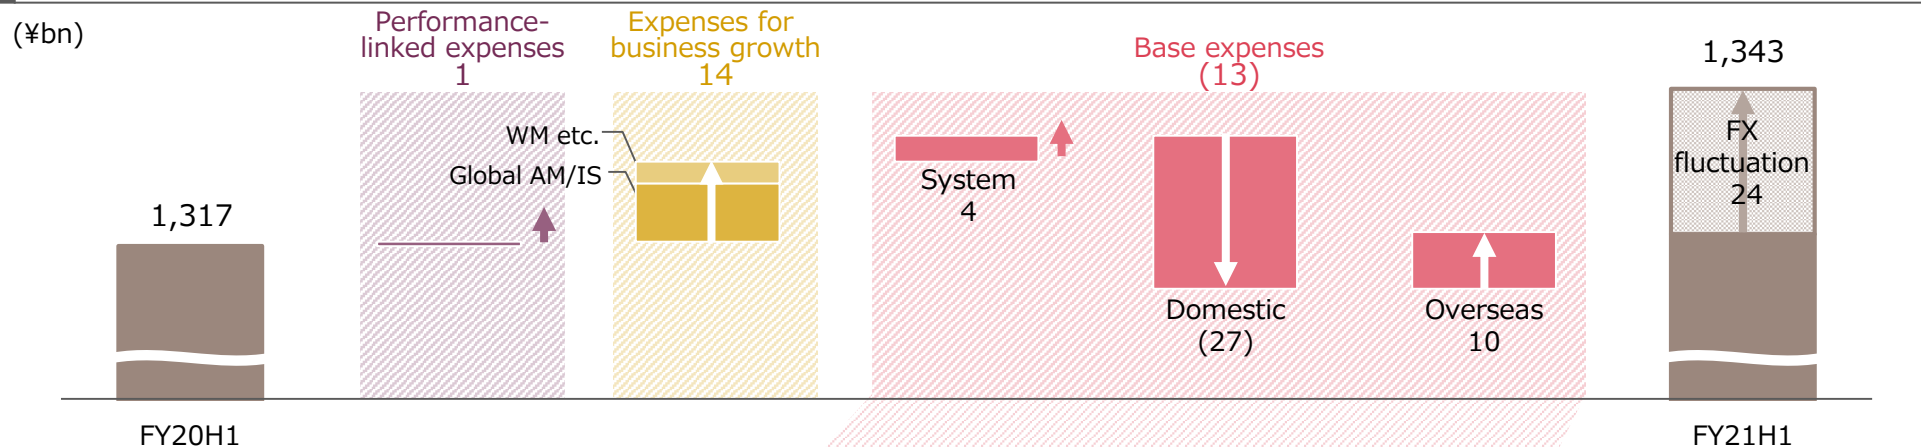 (¥bn)
Performance-
linked expenses
1
Expenses for
business growth
14
Base expenses
(13)
1,343
WM etc.
Global AM/IS
1,317
System
4
Domestic
(27)
Overseas
10
FX
fluctuation
24
FY20H1
FY21H1